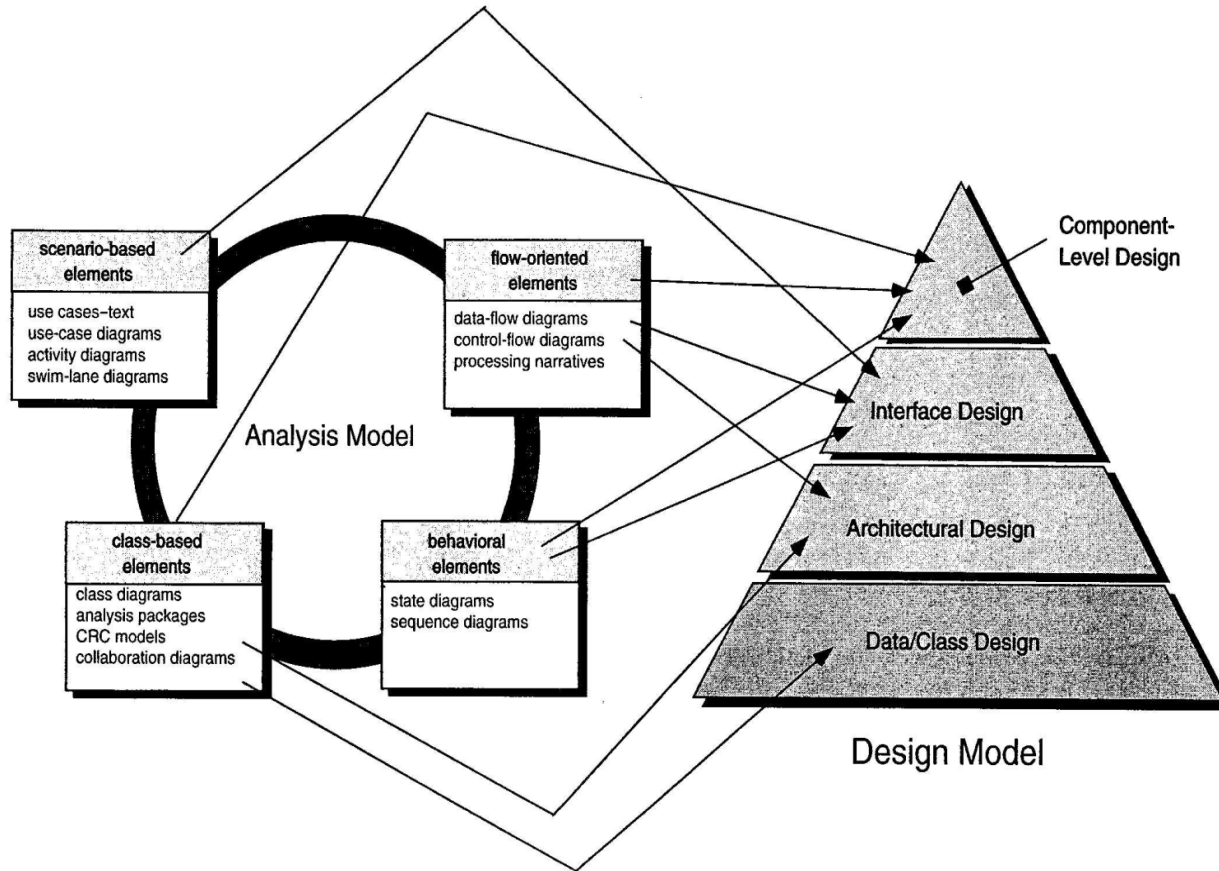 scenario-based
elements
use cases–text
use-case diagrams
activity diagrams
swim-lane diagrams
flow-oriented
elements
data-flow diagrams
control-flow diagrams
processing narratives
Analysis Model
class-based
elements
class diagrams
analysis packages
CRC models
collaboration diagrams
behavioral
elements
state diagrams
sequence diagrams
Component-
Level Design
Interface Design
Architectural Design
Data/Class Design
Design Model